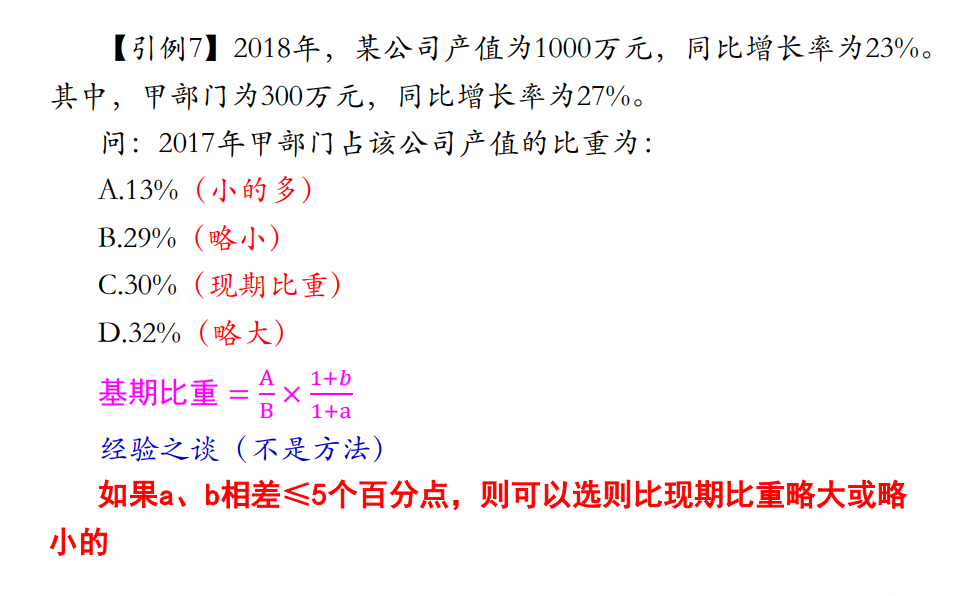 【引例7】2018年，某公司产值为1000万元，同比增长率为23%。
其中，甲部门为300万元，同比增长率为27%。
问：2017年甲部门占该公司产值的比重为：
A.13%（小的多）
B.29%（略小）
C.30%（现期比重）
D.32%（略大）
基期比重 = A/B × (1+b)/(1+a)
经验之谈（不是方法）
如果a、b相差≤5个百分点，则可以选则比现期比重略大或略
小的